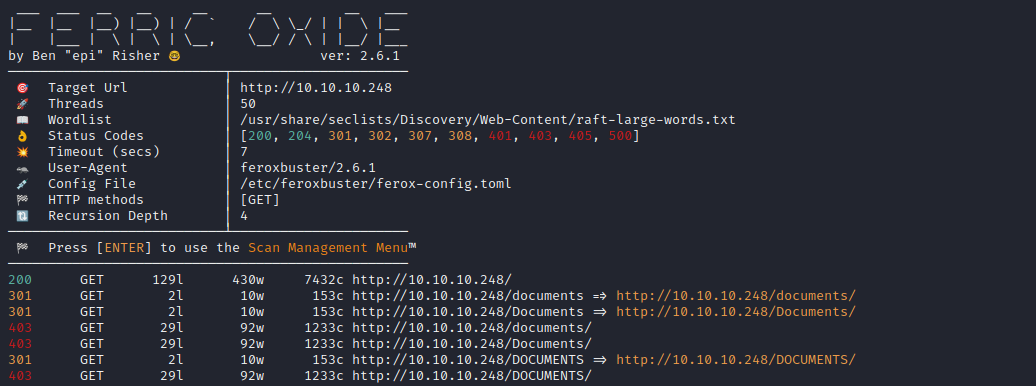 FERRIC OXIDE
by Ben "epi" Risher 🤓 ver: 2.6.1
🎯 Target Url │ http://10.10.10.248
🚀 Threads │ 50
📖 Wordlist │ /usr/share/seclists/Discovery/Web-Content/raft-large-words.txt
👌 Status Codes │ [200, 204, 301, 302, 307, 308, 401, 403, 405, 500]
💥 Timeout (secs) │ 7
🦡 User-Agent │ feroxbuster/2.6.1
💉 Config File │ /etc/feroxbuster/ferox-config.toml
🏁 HTTP methods │ [GET]
🔃 Recursion Depth │ 4
🏁 Press [ENTER] to use the Scan Management Menu™
200 GET 129l 430w 7432c http://10.10.10.248/
301 GET 2l 10w 153c http://10.10.10.248/documents => http://10.10.10.248/documents/
301 GET 2l 10w 153c http://10.10.10.248/Documents => http://10.10.10.248/Documents/
403 GET 29l 92w 1233c http://10.10.10.248/documents/
403 GET 29l 92w 1233c http://10.10.10.248/Documents/
301 GET 2l 10w 153c http://10.10.10.248/DOCUMENTS => http://10.10.10.248/DOCUMENTS/
403 GET 29l 92w 1233c http://10.10.10.248/DOCUMENTS/